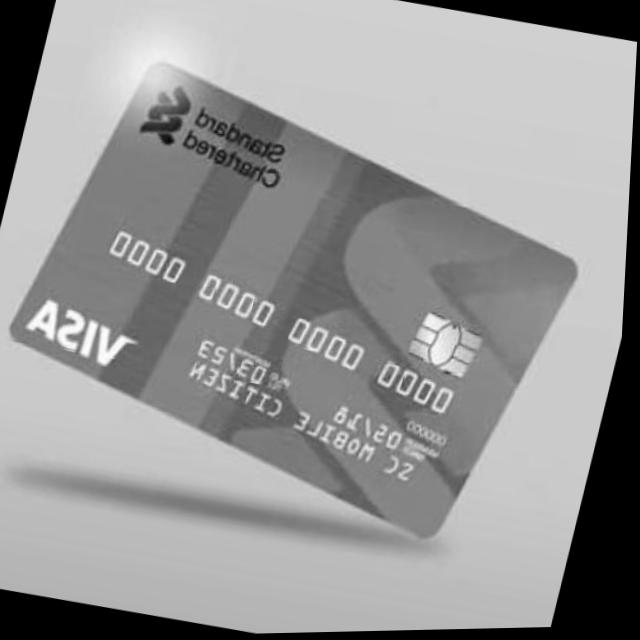 Standard
Chartered
0000 0000 0000 0000
05/18 03/23
SC MOBILE CITIZEN
VISA